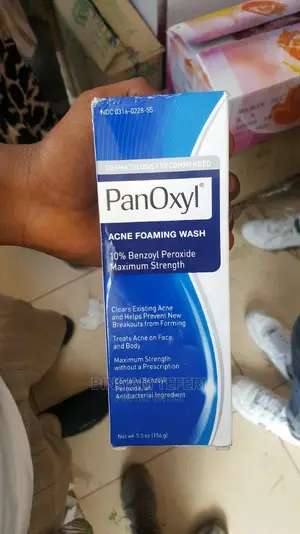 NDC 0316-0228-55
DERMATOLOGIST RECOMMENDED
PanOxyl®
ACNE FOAMING WASH
10% Benzoyl Peroxide
Maximum Strength
Clears Existing Acne
and Helps Prevent New
Breakouts from Forming
Treats Acne on Face
and Body
Maximum Strength
without a Prescription
Contains Benzoyl
Peroxide, an
Antibacterial Ingredient
Net wt. 5.5 oz (156g)